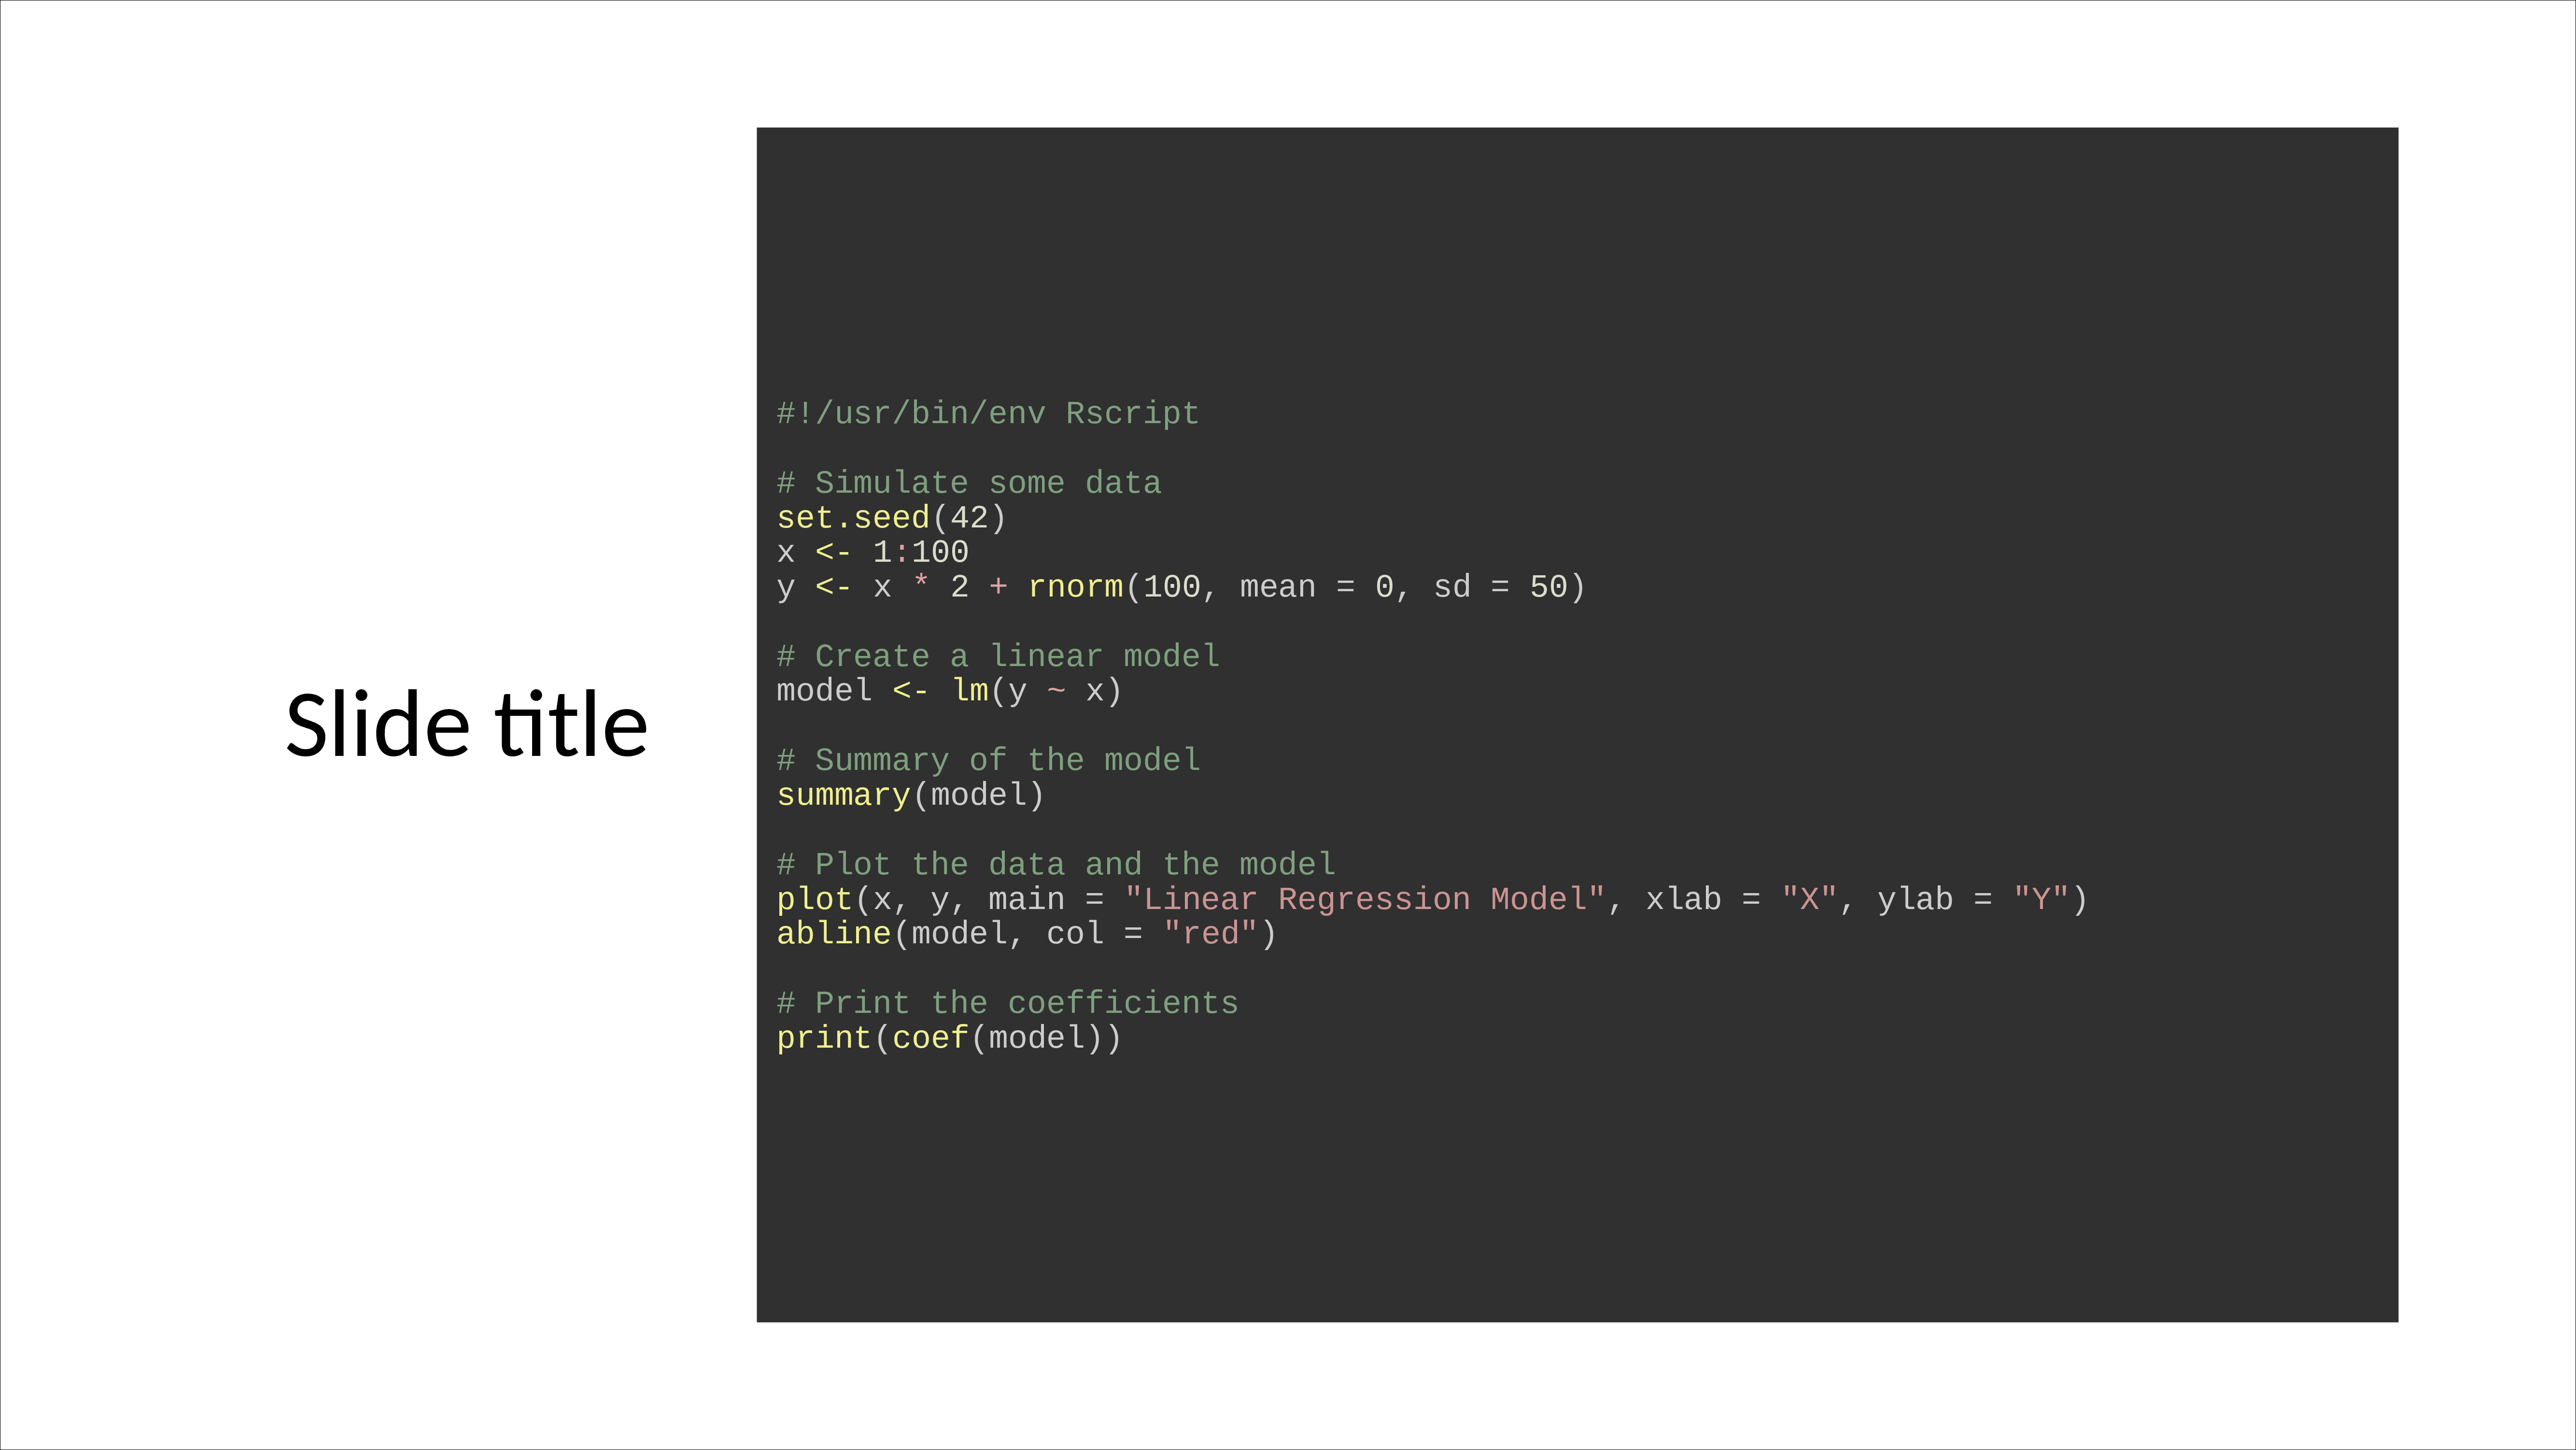 Slide title
#!/usr/bin/env Rscript
# Simulate some data
set.seed(42)
x <- 1:100
y <- x * 2 + rnorm(100, mean = 0, sd = 50)
# Create a linear model
model <- lm(y ~ x)
# Summary of the model
summary(model)
# Plot the data and the model
plot(x, y, main = "Linear Regression Model", xlab = "X", ylab = "Y")
abline(model, col = "red")
# Print the coefficients
print(coef(model))